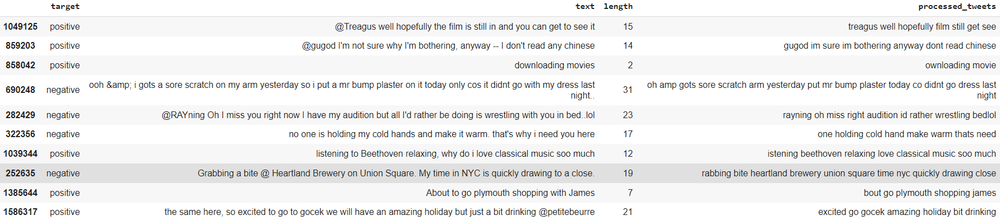 target text length processed_tweets
1049125 positive @Treagus well hopefully the film is still in and you can get to see it 15 treagus well hopefully film still get see
859203 positive @gugod I'm not sure why I'm bothering, anyway -- I don't read any chinese 14 gugod im sure im bothering anyway dont read chinese
858042 positive downloading movies 2 ownloading movie
690248 negative ooh &amp; i gots a sore scratch on my arm yesterday so i put a mr bump plaster on it today only cos it didnt go with my dress last night.. 31 oh amp gots sore scratch arm yesterday put mr bump plaster today co didnt go dress last night
282429 negative @RAYning Oh I miss you right now I have my audition but all I'd rather be doing is wrestling with you in bed..lol 23 rayning oh miss right audition id rather wrestling bedlol
322356 negative no one is holding my cold hands and make it warm. that's why i need you here 17 one holding cold hand make warm thats need
1039344 positive listening to Beethoven relaxing, why do i love classical music soo much 12 istening beethoven relaxing love classical music soo much
252635 negative Grabbing a bite @ Heartland Brewery on Union Square. My time in NYC is quickly drawing to a close. 19 rabbing bite heartland brewery union square time nyc quickly drawing close
1385644 positive About to go plymouth shopping with James 7 bout go plymouth shopping james
1586317 positive the same here, so excited to go to gocek we will have an amazing holiday but just a bit drinking @petitebeurre 21 excited go gocek amazing holiday bit drinking